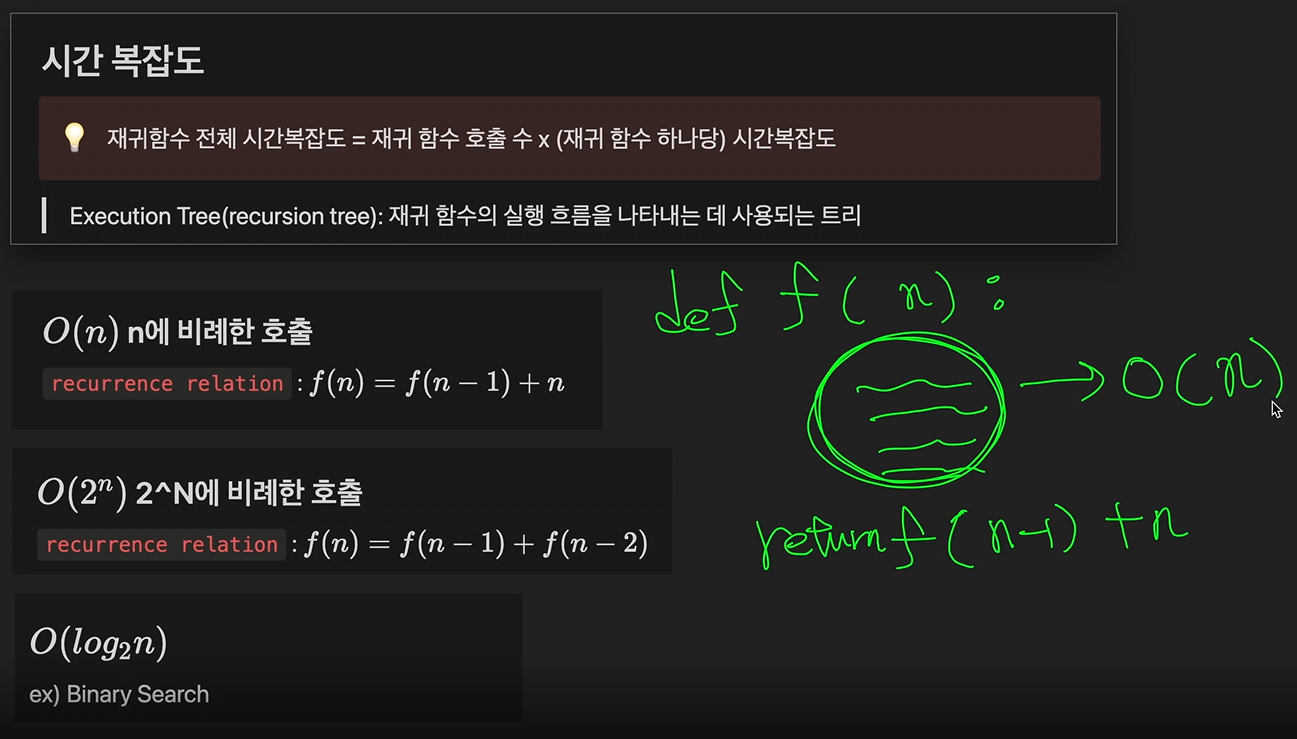 시간 복잡도
💡 재귀함수 전체 시간복잡도 = 재귀 함수 호출 수 x (재귀 함수 하나당) 시간복잡도
Execution Tree(recursion tree): 재귀 함수의 실행 흐름을 나타내는 데 사용되는 트리
O(n) n에 비례한 호출
recurrence relation : f(n) = f(n − 1) + n
O(2ⁿ) 2^N에 비례한 호출
recurrence relation : f(n) = f(n − 1) + f(n − 2)
O(log₂n)
ex) Binary Search
def f(n):
→ O(n)
return f(n-1) + n